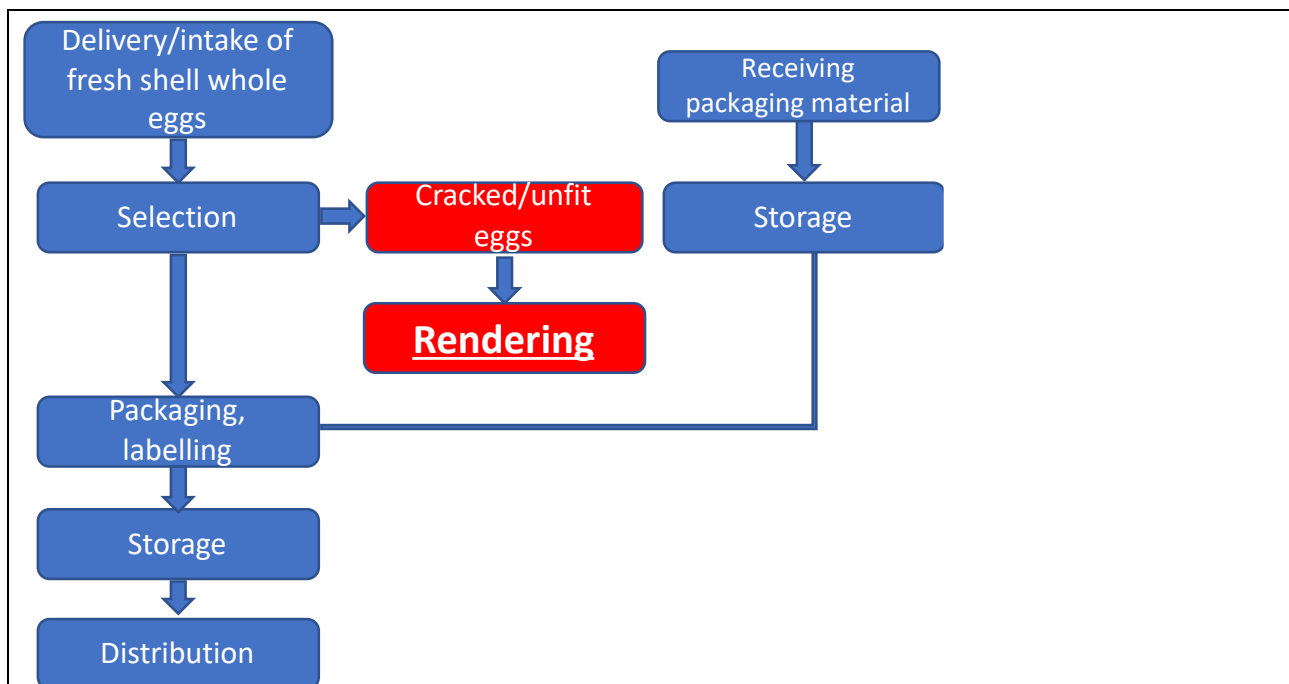 Delivery/intake of
fresh shell whole
eggs
Receiving
packaging material
Selection
Cracked/unfit
eggs
Storage
Rendering
Packaging,
labelling
Storage
Distribution